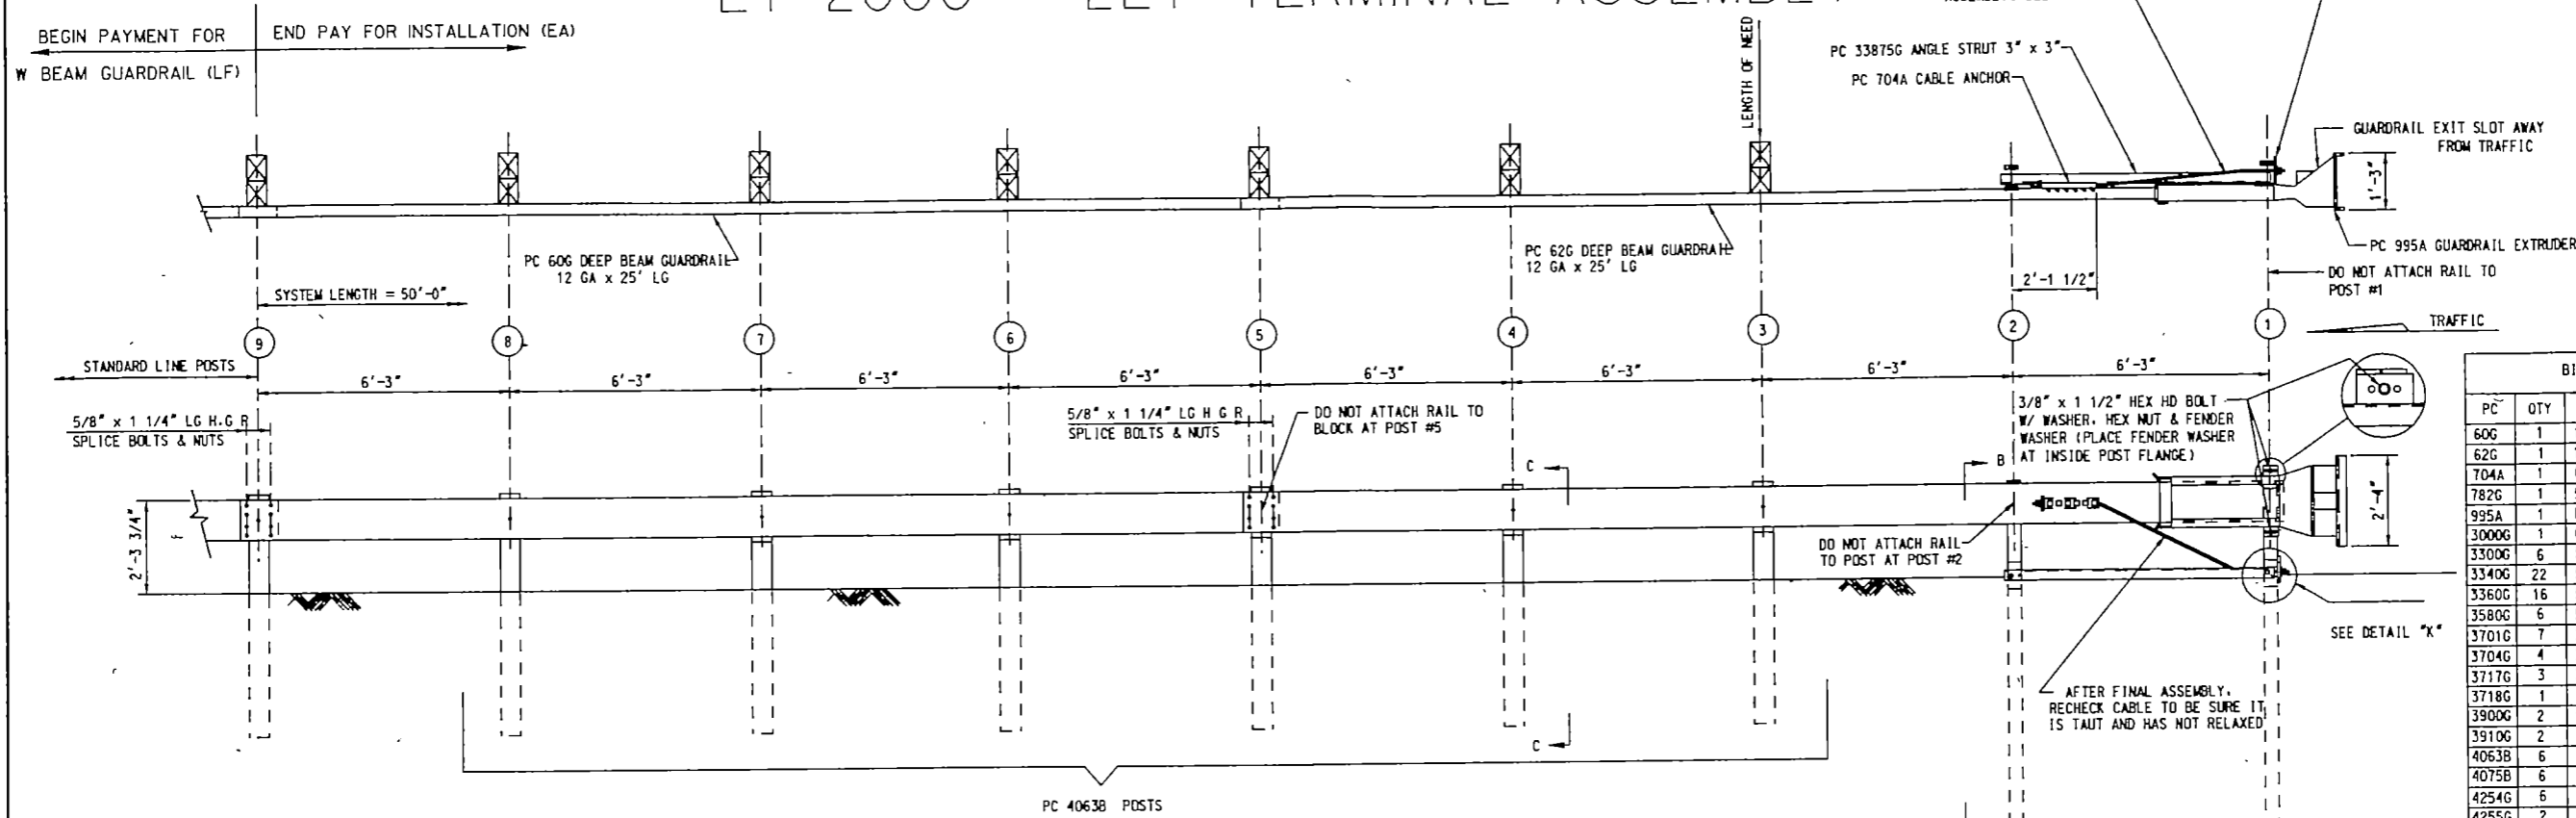 BEGIN PAYMENT FOR
W BEAM GUARDRAIL (LF)
END PAY FOR INSTALLATION (EA)
LENGTH OF NEED
PC 33875G ANGLE STRUT 3" x 3"
PC 704A CABLE ANCHOR
GUARDRAIL EXIT SLOT AWAY
FROM TRAFFIC
1'-3"
PC 995A GUARDRAIL EXTRUDER
DO NOT ATTACH RAIL TO
POST #1
PC 60G DEEP BEAM GUARDRAIL
12 GA x 25' LG
PC 62G DEEP BEAM GUARDRAIL
12 GA x 25' LG
2'-1 1/2"
SYSTEM LENGTH = 50'-0"
9 8 7 6 5 4 3 2 1
TRAFFIC
STANDARD LINE POSTS
6'-3" 6'-3" 6'-3" 6'-3" 6'-3" 6'-3" 6'-3" 6'-3"
5/8" x 1 1/4" LG H.G R
SPLICE BOLTS & NUTS
5/8" x 1 1/4" LG H G R
SPLICE BOLTS & NUTS
DO NOT ATTACH RAIL TO
BLOCK AT POST #5
3/8" x 1 1/2" HEX HD BOLT
W/ WASHER, HEX NUT & FENDER
WASHER (PLACE FENDER WASHER
AT INSIDE POST FLANGE)
C
B
2'-3 3/4"
2'-4"
DO NOT ATTACH RAIL
TO POST AT POST #2
SEE DETAIL "X"
AFTER FINAL ASSEMBLY,
RECHECK CABLE TO BE SURE IT
IS TAUT AND HAS NOT RELAXED
C
PC 4063B POSTS
PC QTY
60G 1
62G 1
704A 1
782G 1
995A 1
3000G 1
3300G 6
3340G 22
3360G 16
3580G 6
3701G 7
3704G 4
3717G 3
3718G 1
3900G 2
3910G 2
4063B 6
4075B 6
4254G 6
4255G 2